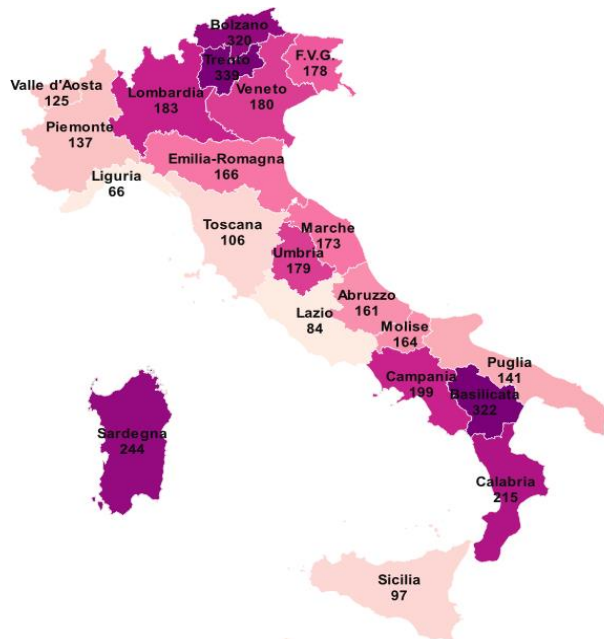 Bolzano
320
Trento
339
F.V.G.
178
Valle d'Aosta
125
Lombardia
183
Veneto
180
Piemonte
137
Emilia-Romagna
166
Liguria
66
Toscana
106
Marche
173
Umbria
179
Abruzzo
161
Lazio
84
Molise
164
Puglia
141
Campania
199
Basilicata
322
Sardegna
244
Calabria
215
Sicilia
97